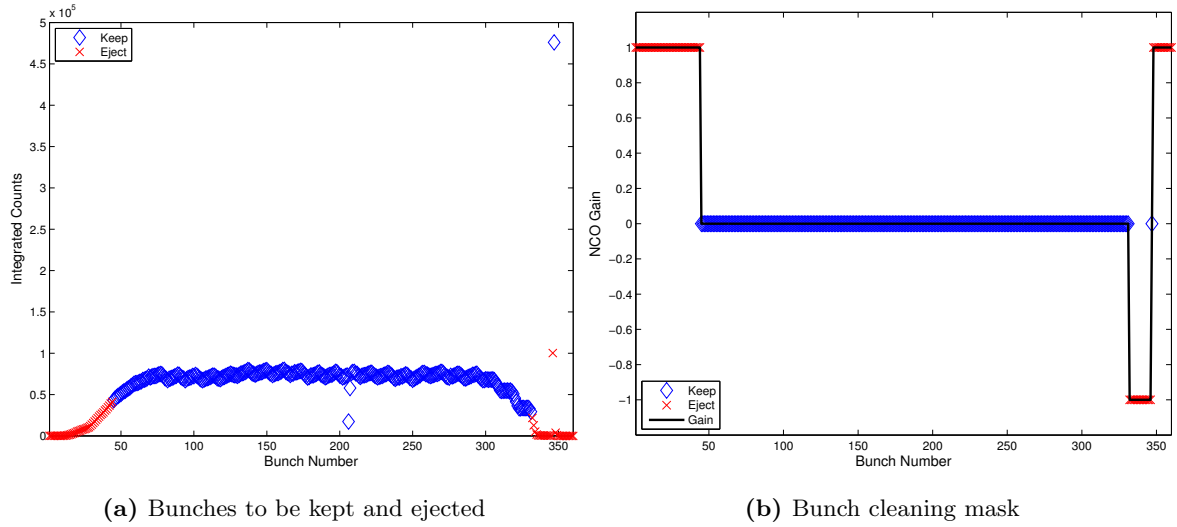 x 10⁵
5
4.5
4
3.5
3
2.5
2
1.5
1
0.5
0
50 100 150 200 250 300 350
Integrated Counts
Bunch Number
Keep
Eject
(a) Bunches to be kept and ejected
1
0.8
0.6
0.4
0.2
0
−0.2
−0.4
−0.6
−0.8
−1
50 100 150 200 250 300 350
NCO Gain
Bunch Number
Keep
Eject
Gain
(b) Bunch cleaning mask